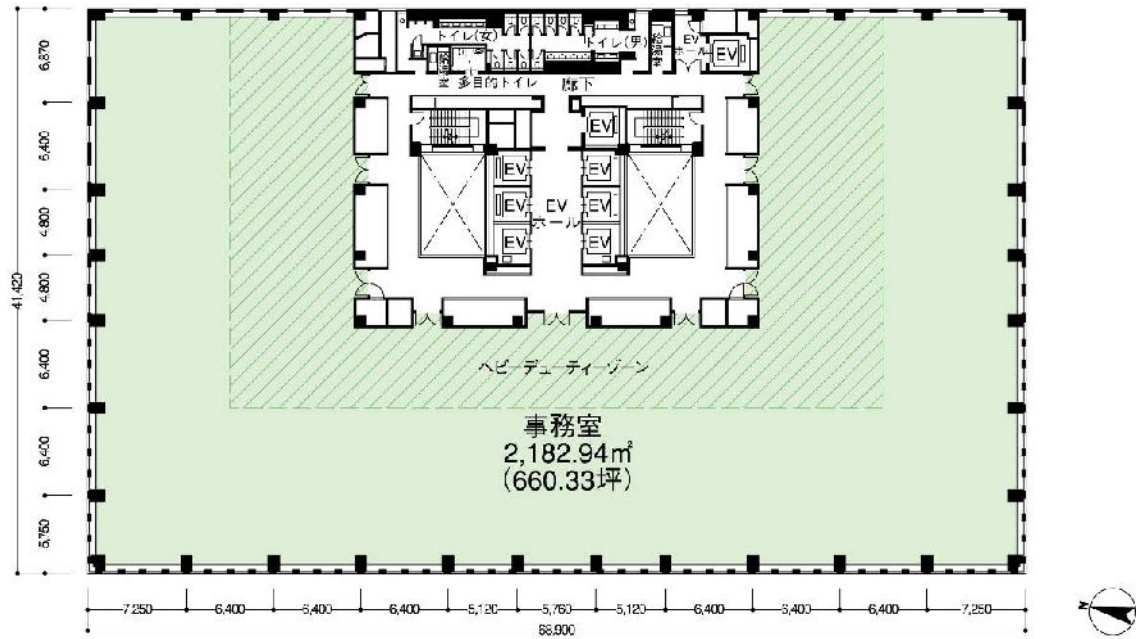 トイレ(女)
トイレ(男)
EV
ホール
EV
多目的トイレ
廊下
EV
EV
EV
EV
EV
EV
EV
EV
EV
ホール
ヘビーデューティーゾーン
事務室
2,182.94㎡
(660.33坪)
6,870
6,400
4,800
4,800
6,400
6,400
5,750
41,420
7,250
6,400
6,400
6,400
5,120
5,760
5,120
6,400
6,400
6,400
7,250
68,900
N